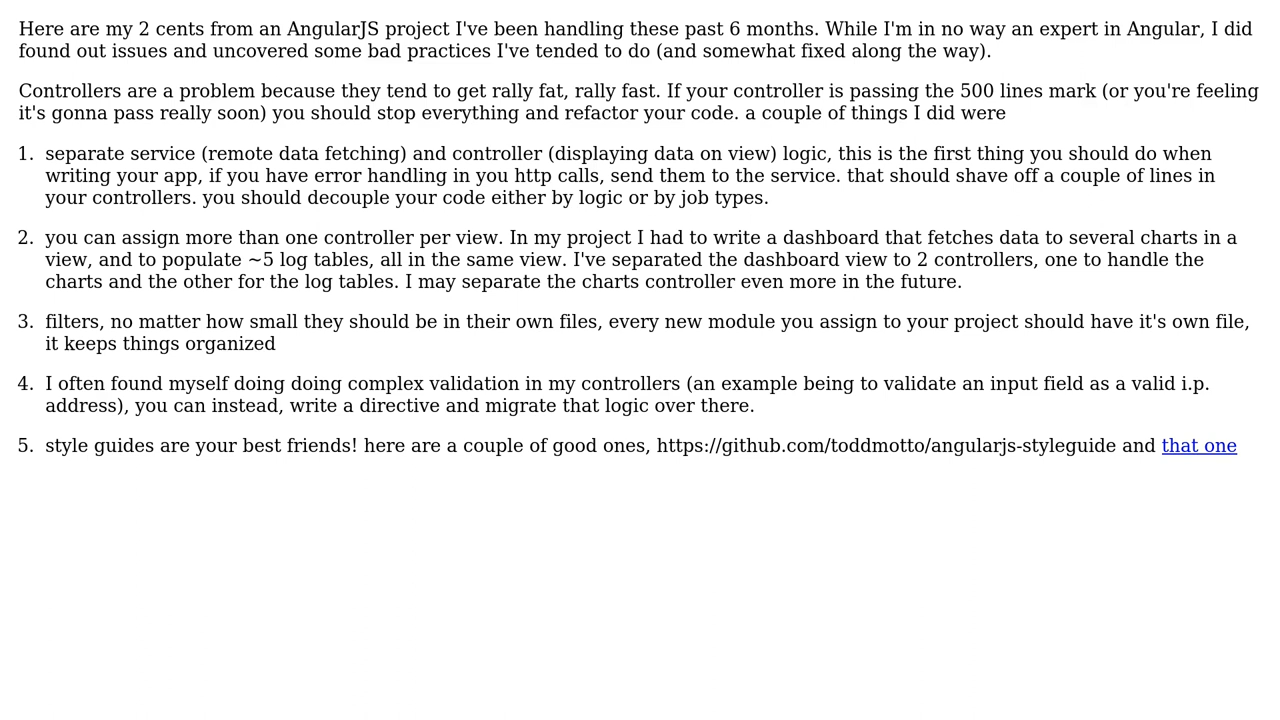 Here are my 2 cents from an AngularJS project I've been handling these past 6 months. While I'm in no way an expert in Angular, I did
found out issues and uncovered some bad practices I've tended to do (and somewhat fixed along the way).
Controllers are a problem because they tend to get rally fat, rally fast. If your controller is passing the 500 lines mark (or you're feeling
it's gonna pass really soon) you should stop everything and refactor your code. a couple of things I did were
1. separate service (remote data fetching) and controller (displaying data on view) logic, this is the first thing you should do when
writing your app, if you have error handling in you http calls, send them to the service. that should shave off a couple of lines in
your controllers. you should decouple your code either by logic or by job types.
2. you can assign more than one controller per view. In my project I had to write a dashboard that fetches data to several charts in a
view, and to populate ~5 log tables, all in the same view. I've separated the dashboard view to 2 controllers, one to handle the
charts and the other for the log tables. I may separate the charts controller even more in the future.
3. filters, no matter how small they should be in their own files, every new module you assign to your project should have it's own file,
it keeps things organized
4. I often found myself doing doing complex validation in my controllers (an example being to validate an input field as a valid i.p.
address), you can instead, write a directive and migrate that logic over there.
5. style guides are your best friends! here are a couple of good ones, https://github.com/toddmotto/angularjs-styleguide and that one